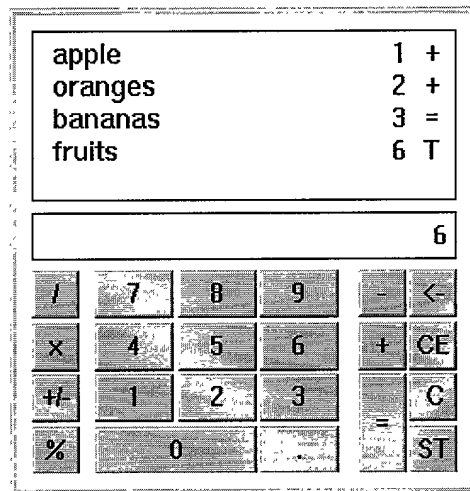 apple 1 +
oranges 2 +
bananas 3 =
fruits 6 T
6
/ 7 8 9 - <-
x 4 5 6 + CE
+/- 1 2 3 = C
% 0 . ST